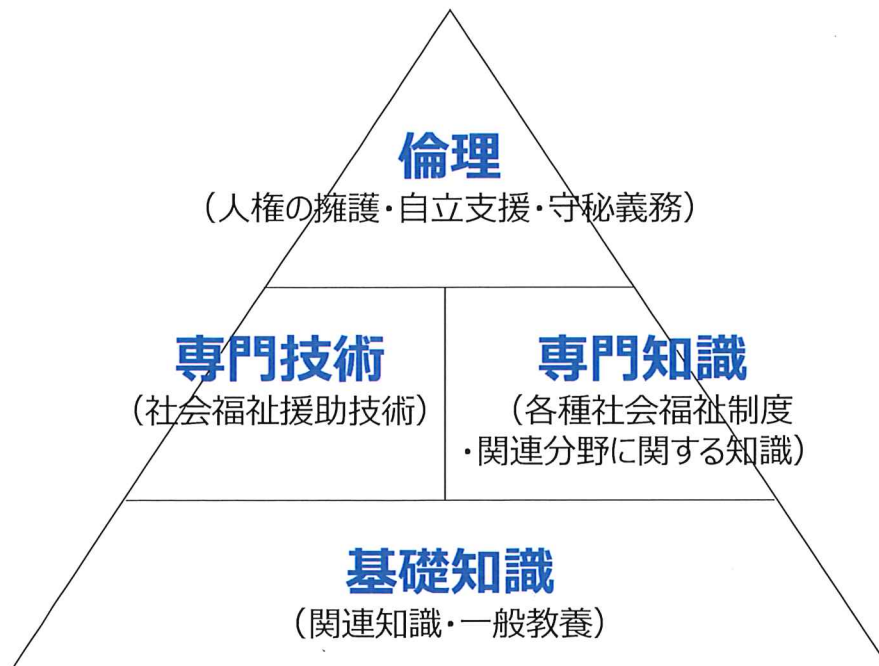 倫理
（人権の擁護・自立支援・守秘義務）
専門技術
（社会福祉援助技術）
専門知識
（各種社会福祉制度
・関連分野に関する知識）
基礎知識
（関連知識・一般教養）